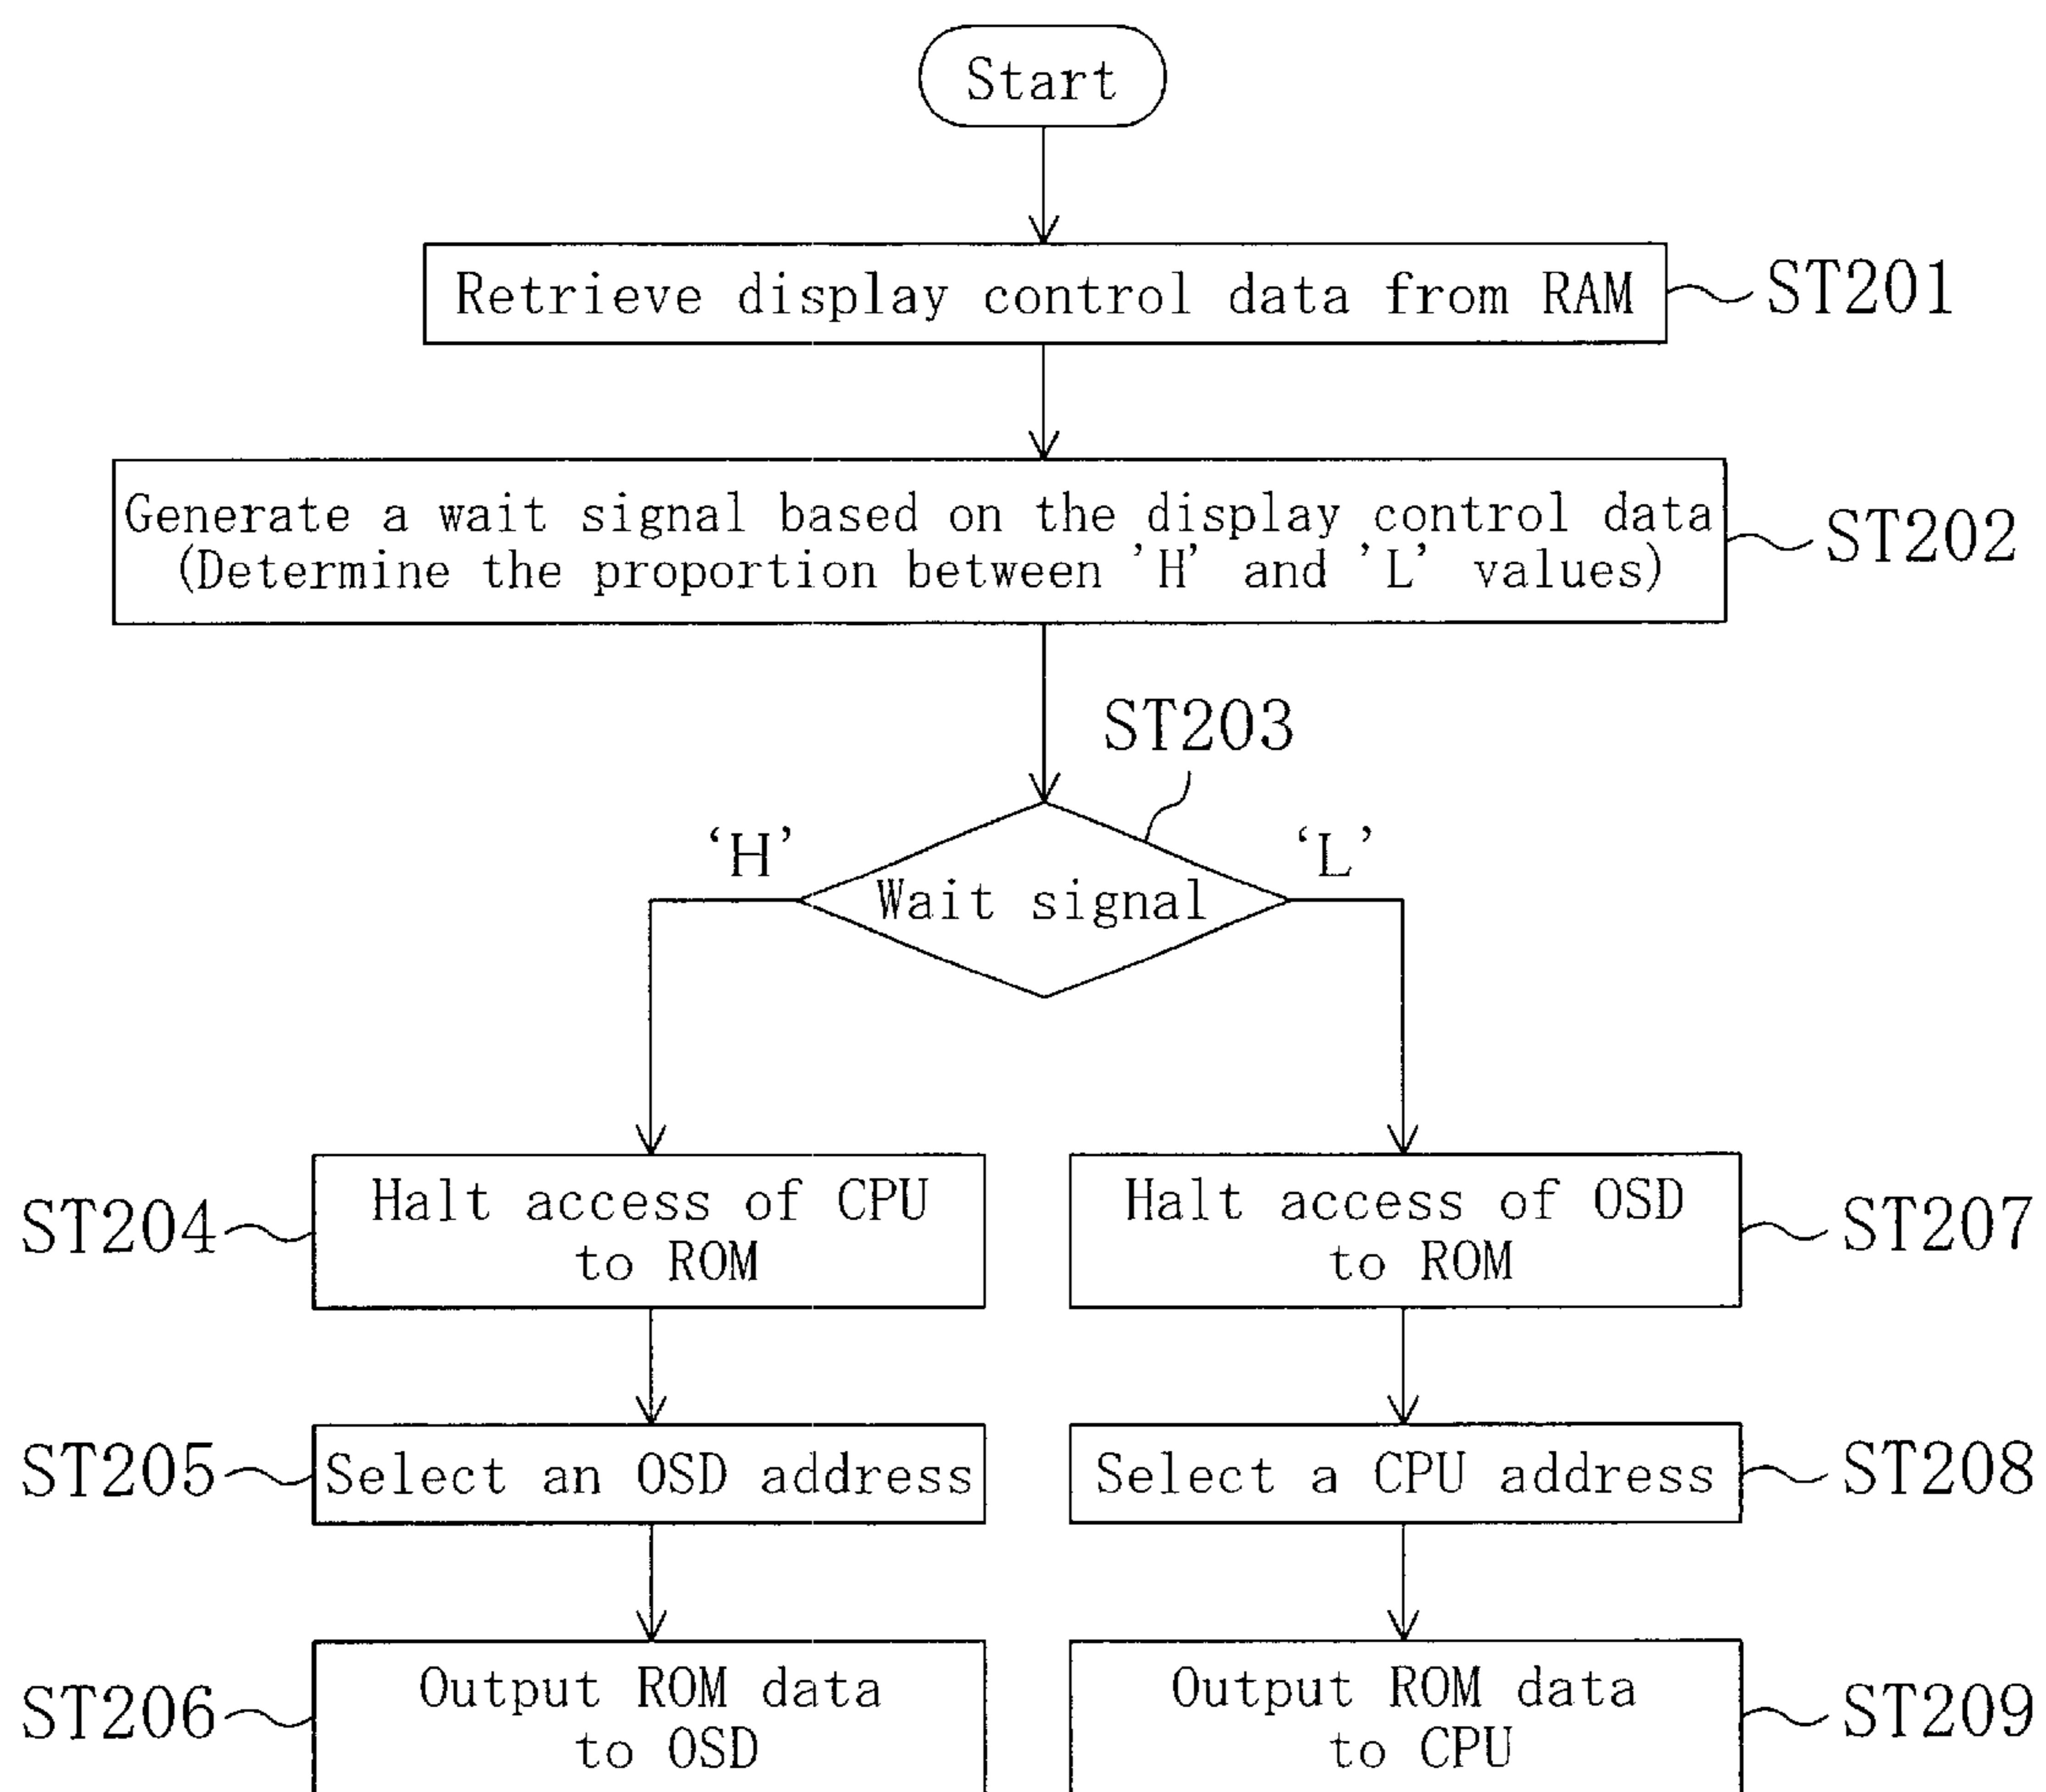 Start
Retrieve display control data from RAM
ST201
Generate a wait signal based on the display control data
(Determine the proportion between 'H' and 'L' values)
ST202
ST203
‘H’
‘L’
Wait signal
ST204
Halt access of CPU
to ROM
Halt access of OSD
to ROM
ST207
ST205
Select an OSD address
Select a CPU address
ST208
ST206
Output ROM data
to OSD
Output ROM data
to CPU
ST209